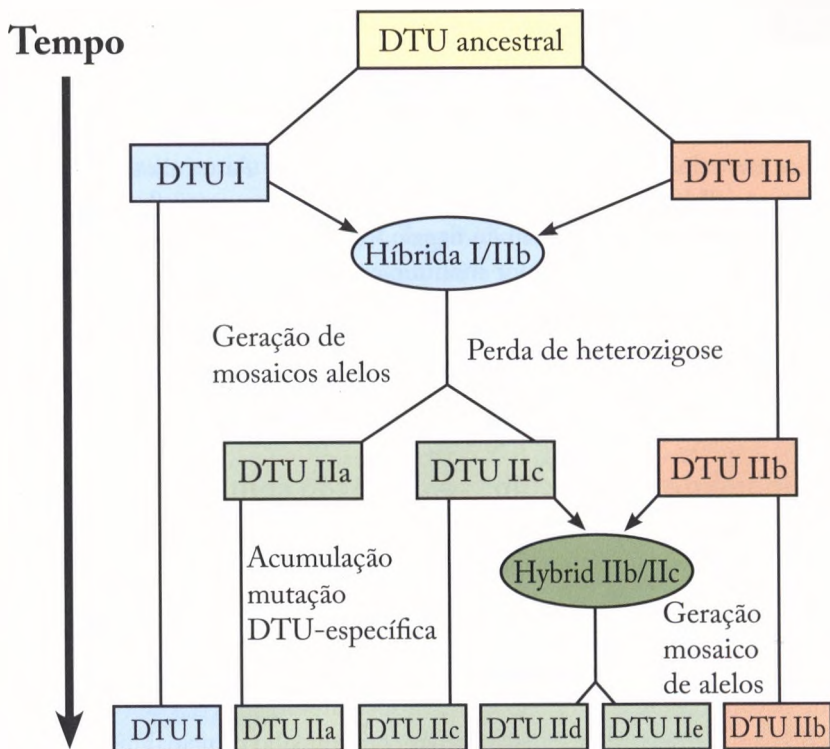 Tempo
DTU ancestral
DTU I
DTU IIb
Híbrida I/IIb
Geração de
mosaicos alelos
Perda de heterozigose
DTU IIa
DTU IIc
DTU IIb
Acumulação
mutação
DTU-específica
Hybrid IIb/IIc
Geração
mosaico
de alelos
DTU I
DTU IIa
DTU IIc
DTU IId
DTU IIe
DTU IIb